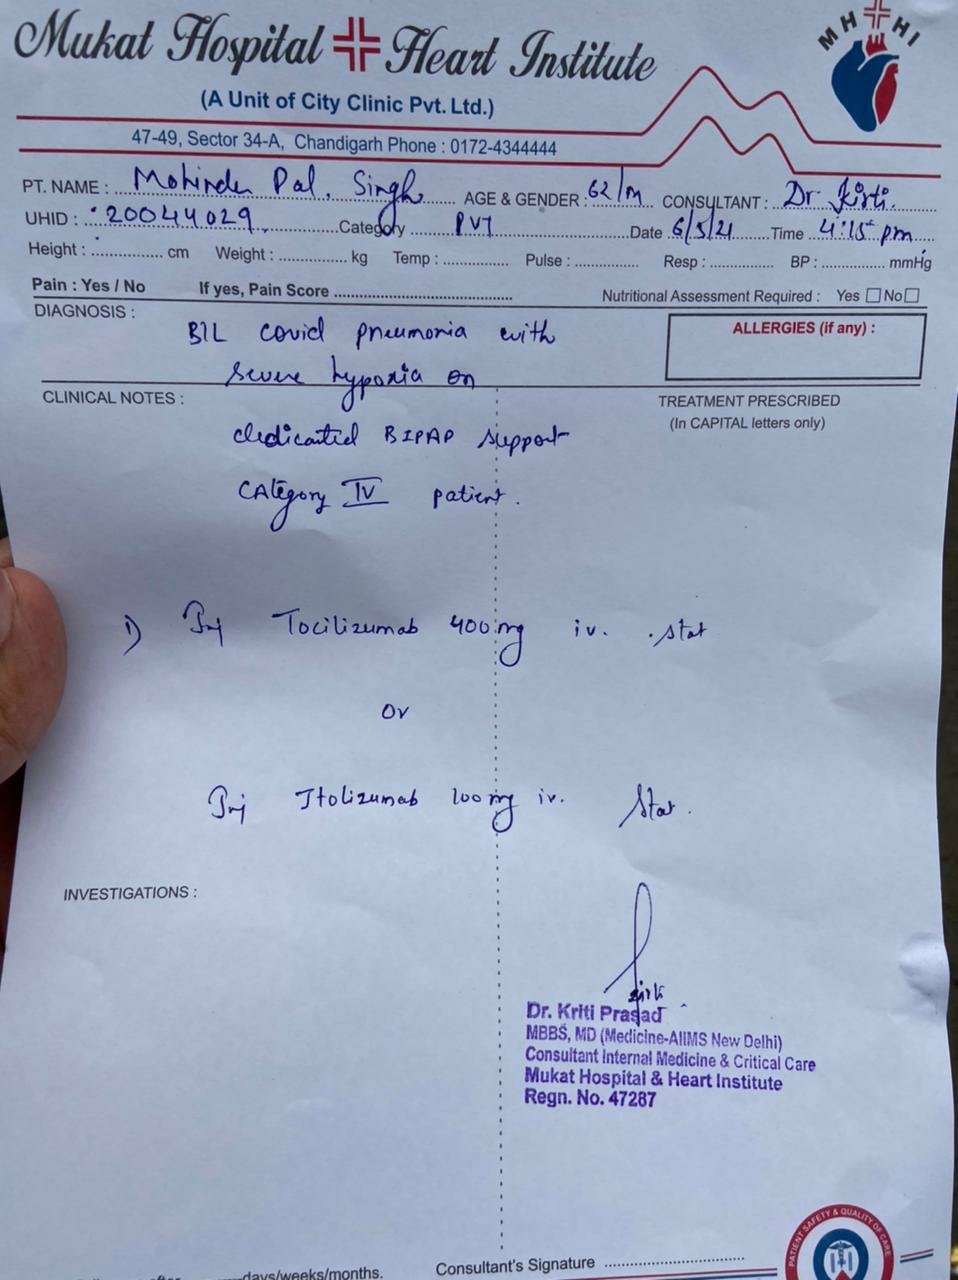 Mukat Hospital Heart Institute
MHHI
(A Unit of City Clinic Pvt. Ltd.)
47-49, Sector 34-A, Chandigarh Phone : 0172-4344444
PT. NAME : Mohinder Pal Singh AGE & GENDER : 62/M CONSULTANT : Dr Kirti.
UHID : 20044029 Category PVT Date 6/5/21 Time 4:15 pm
Height : cm Weight : kg Temp : Pulse : Resp : BP : mmHg
Pain : Yes / No If yes, Pain Score Nutritional Assessment Required : Yes No
DIAGNOSIS :
ALLERGIES (if any) :
BIL covid pneumonia with
severe hypoxia on
CLINICAL NOTES :
TREATMENT PRESCRIBED
(In CAPITAL letters only)
dedicated BIPAP support
CAtegory IV patient.
1) Inj Tocilizumab 400 mg iv. stat
or
Inj Itolizumab 100 mg iv. Stat.
INVESTIGATIONS :
Dr. Kriti Prasad
MBBS, MD (Medicine-AIIMS New Delhi)
Consultant Internal Medicine & Critical Care
Mukat Hospital & Heart Institute
Regn. No. 47287
days/weeks/months.
Consultant's Signature
PATIENT SAFETY & QUALITY OF CARE